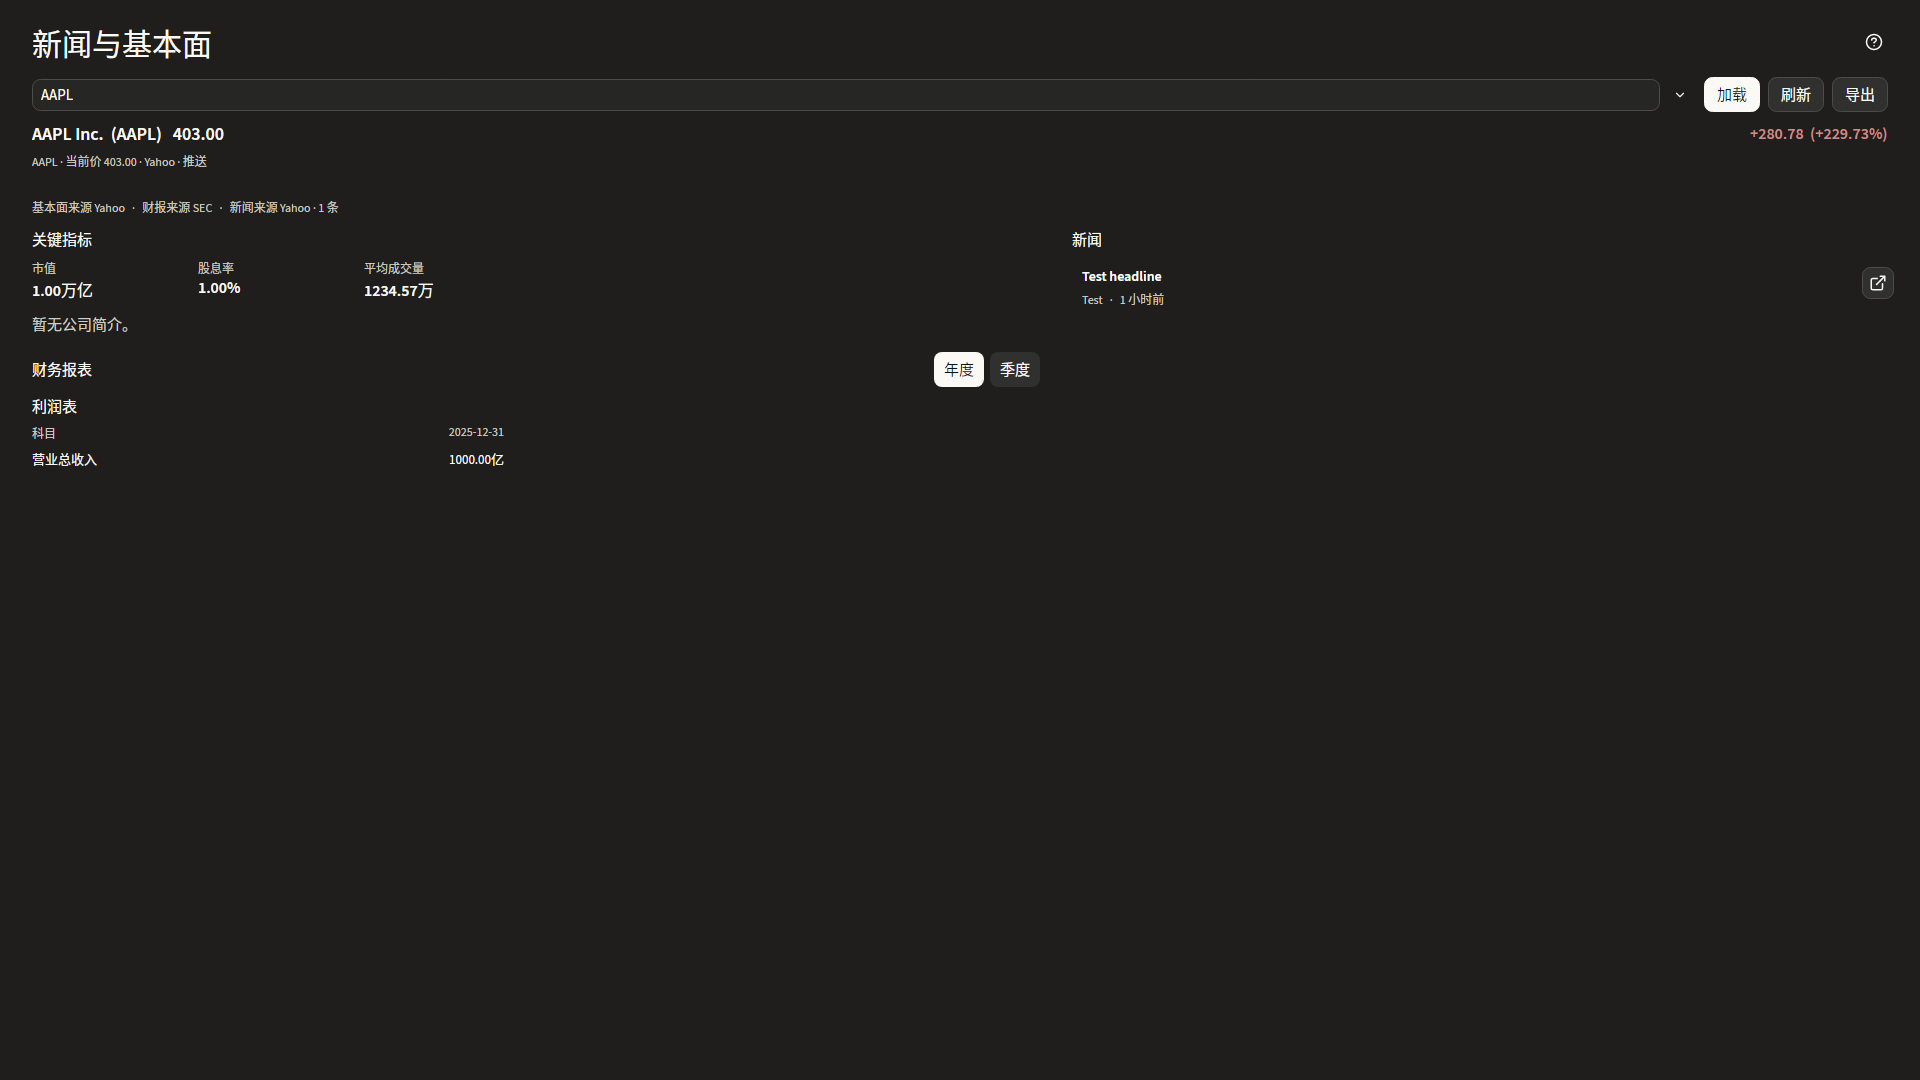 新闻与基本面
AAPL
加载 刷新 导出
AAPL Inc. (AAPL) 403.00
+280.78 (+229.73%)
AAPL · 当前价 403.00 · Yahoo · 推送
基本面来源 Yahoo · 财报来源 SEC · 新闻来源 Yahoo · 1 条
关键指标
市值 股息率 平均成交量
1.00万亿 1.00% 1234.57万
暂无公司简介。
财务报表
年度 季度
利润表
科目 2025-12-31
营业总收入 1000.00亿
新闻
Test headline
Test · 1 小时前